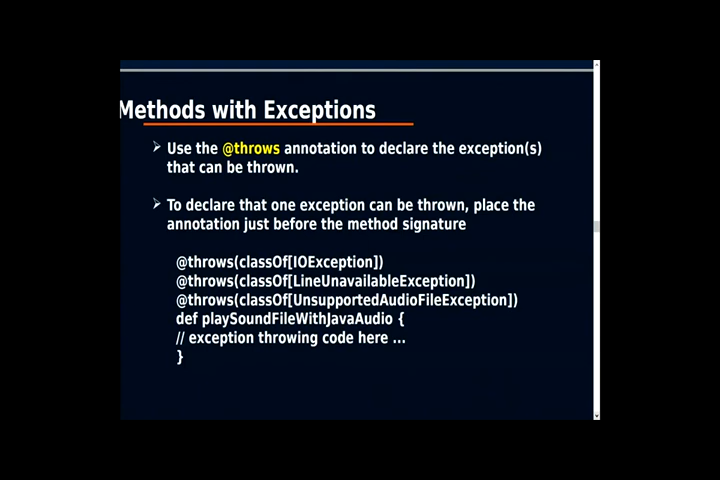 Methods with Exceptions
Use the @throws annotation to declare the exception(s)
that can be thrown.
To declare that one exception can be thrown, place the
annotation just before the method signature
@throws(classOf[IOException])
@throws(classOf[LineUnavailableException])
@throws(classOf[UnsupportedAudioFileException])
def playSoundFileWithJavaAudio {
// exception throwing code here ...
}